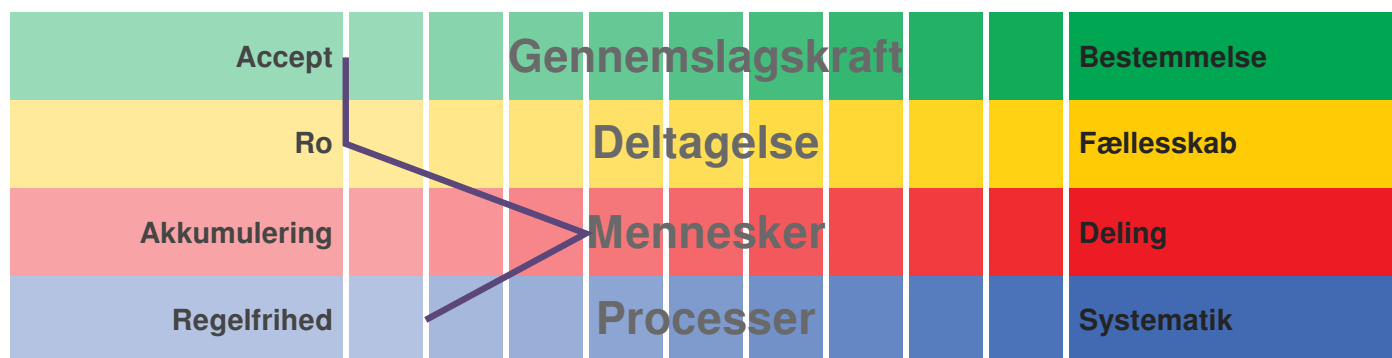 Accept Gennemslagskraft Bestemmelse
Ro Deltagelse Fællesskab
Akkumulering Mennesker Deling
Regelfrihed Processer Systematik